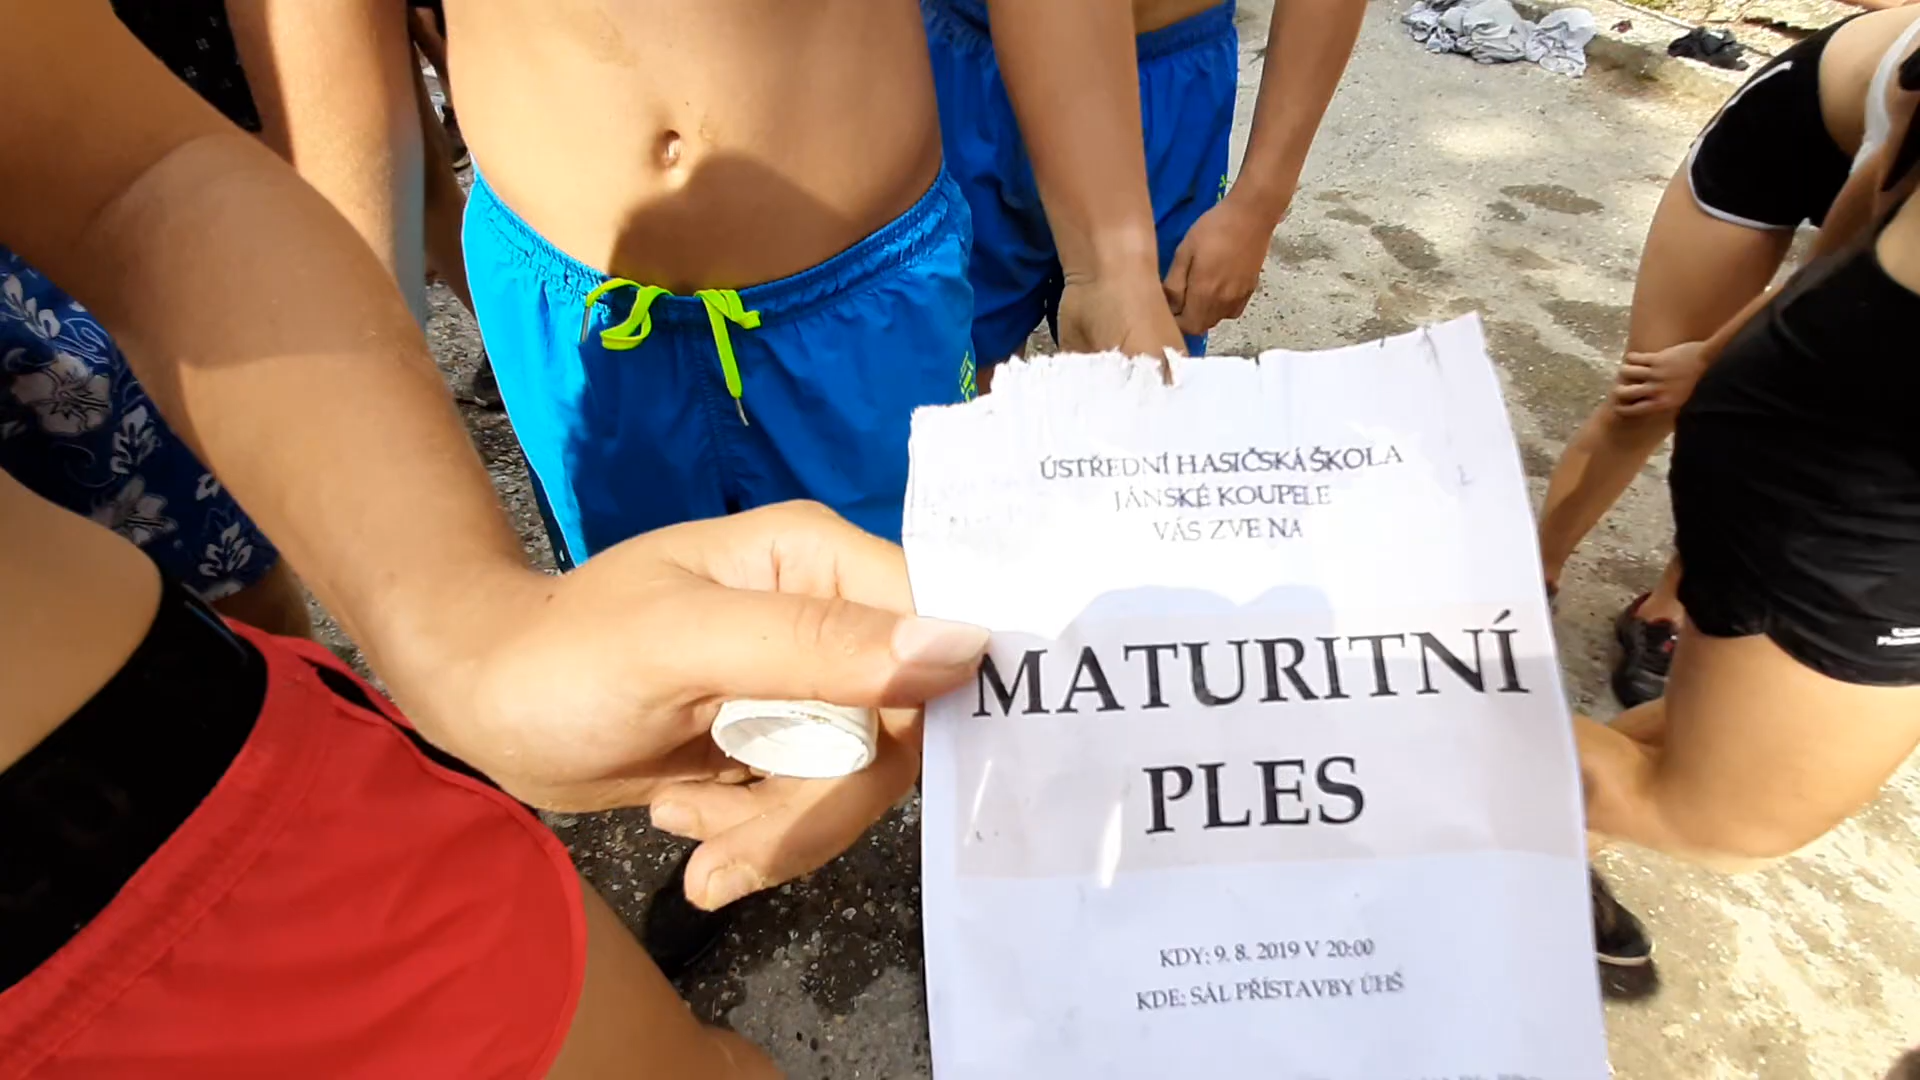 ÚSTŘEDNÍ HASIČSKÁ ŠKOLA
JÁNSKÉ KOUPELE
VÁS ZVE NA
MATURITNÍ
PLES
KDY: 9. 8. 2019 V 20:00
KDE: SÁL PŘÍSTAVBY ÚHŠ